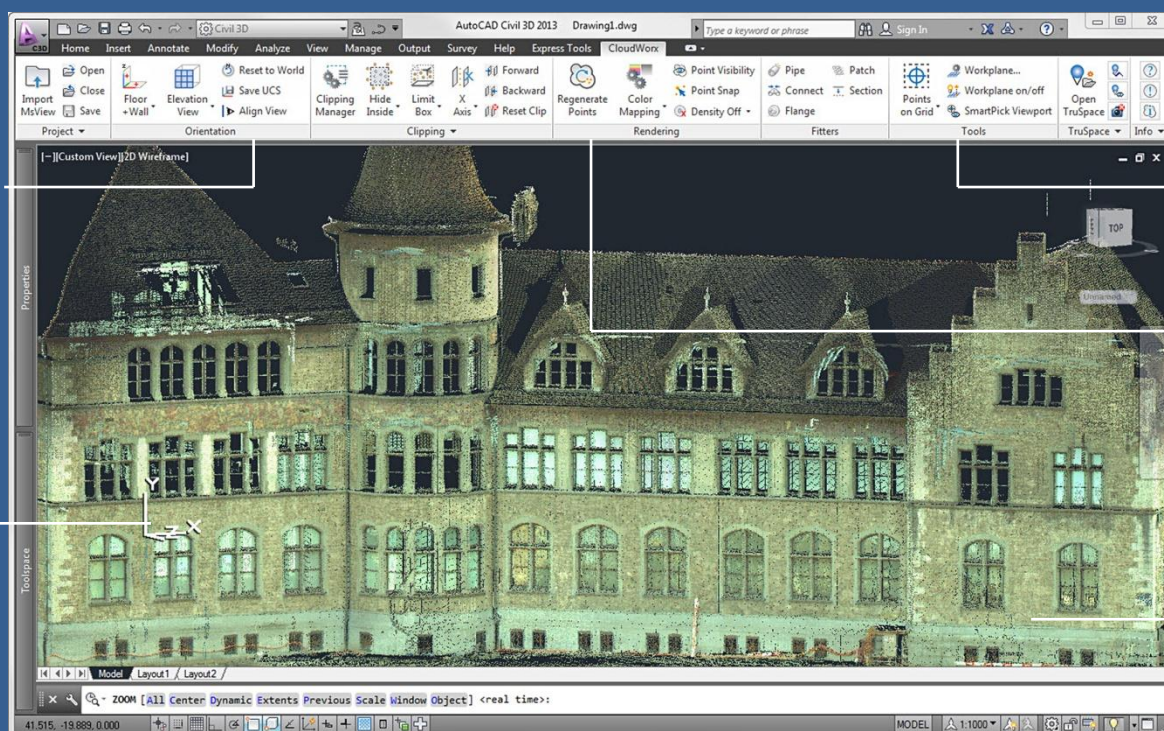 Civil 3D AutoCAD Civil 3D 2013 Drawing1.dwg Type a keyword or phrase Sign In
C3D Home Insert Annotate Modify Analyze View Manage Output Survey Help Express Tools CloudWorx
Open Reset to World Forward Point Visibility Pipe Patch Workplane...
Close Save UCS Backward Point Snap Connect Section Workplane on/off
Save Align View Reset Clip Density Off Flange SmartPick Viewport
Import MsView Floor +Wall Elevation View Clipping Manager Hide Inside Limit Box X Axis Regenerate Points Color Mapping Points on Grid Open TruSpace
Project Orientation Clipping Rendering Fitters Tools TruSpace Info
[−][Custom View][2D Wireframe]
TOP
Properties
Unnamed
Y
Z X
Toolspace
Model Layout1 Layout2
ZOOM [All Center Dynamic Extents Previous Scale Window Object] <real time>:
41.515, -19.889, 0.000 MODEL 1:1000